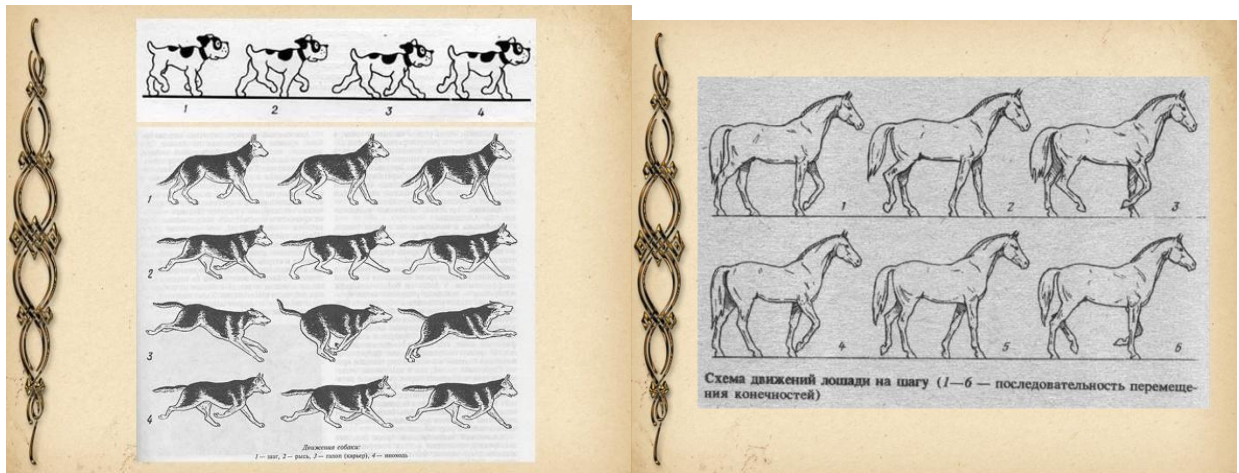 1 2 3 4
1
2
3
4
Движения собаки:
1 — шаг, 2 — рысь, 3 — галоп (карьер), 4 — иноходь
1 2 3
4 5 6
Схема движений лошади на шагу (1—6 — последовательность перемеще-
ния конечностей)